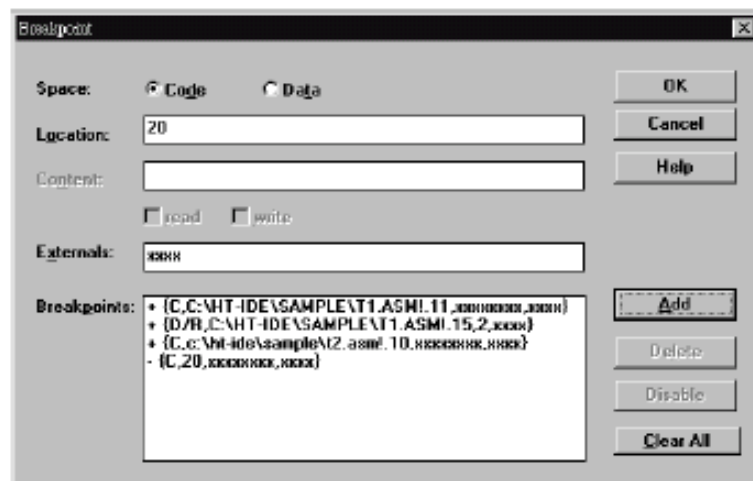 Breakpoint
Space: Code Data
OK
Location: 20
Cancel
Content:
Help
read write
Externals: xxxx
Breakpoints:
+ {C,C:\HT-IDE\SAMPLE\T1.ASM!.11,xxxxxxxx,xxxx}
+ {D/R,C:\HT-IDE\SAMPLE\T1.ASM!.15,2,xxxx}
+ {C,c:\ht-ide\sample\t2.asm!.10,xxxxxxxx,xxxx}
- {C,20,xxxxxxxx,xxxx}
Add
Delete
Disable
Clear All